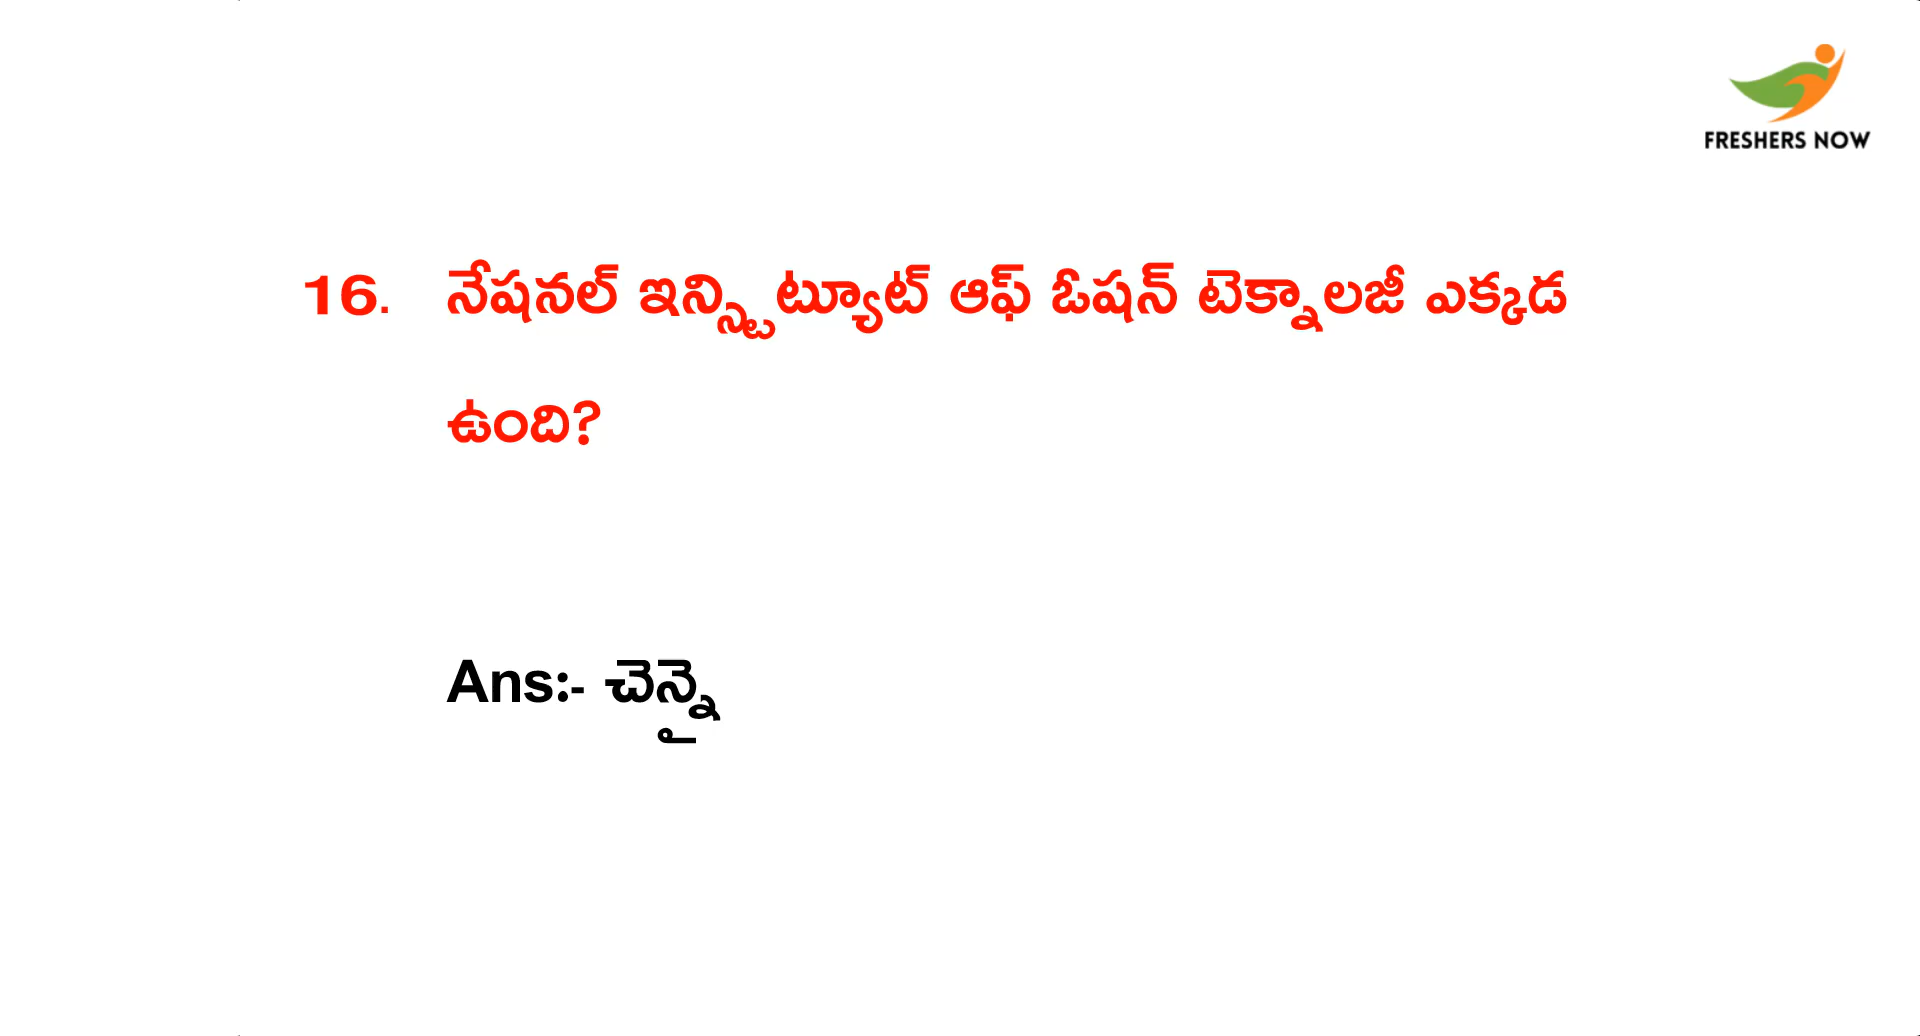 FRESHERS NOW
16. నేషనల్ ఇన్స్టిట్యూట్ ఆఫ్ ఓషన్ టెక్నాలజీ ఎక్కడ
ఉంది?
Ans:- చెన్నై